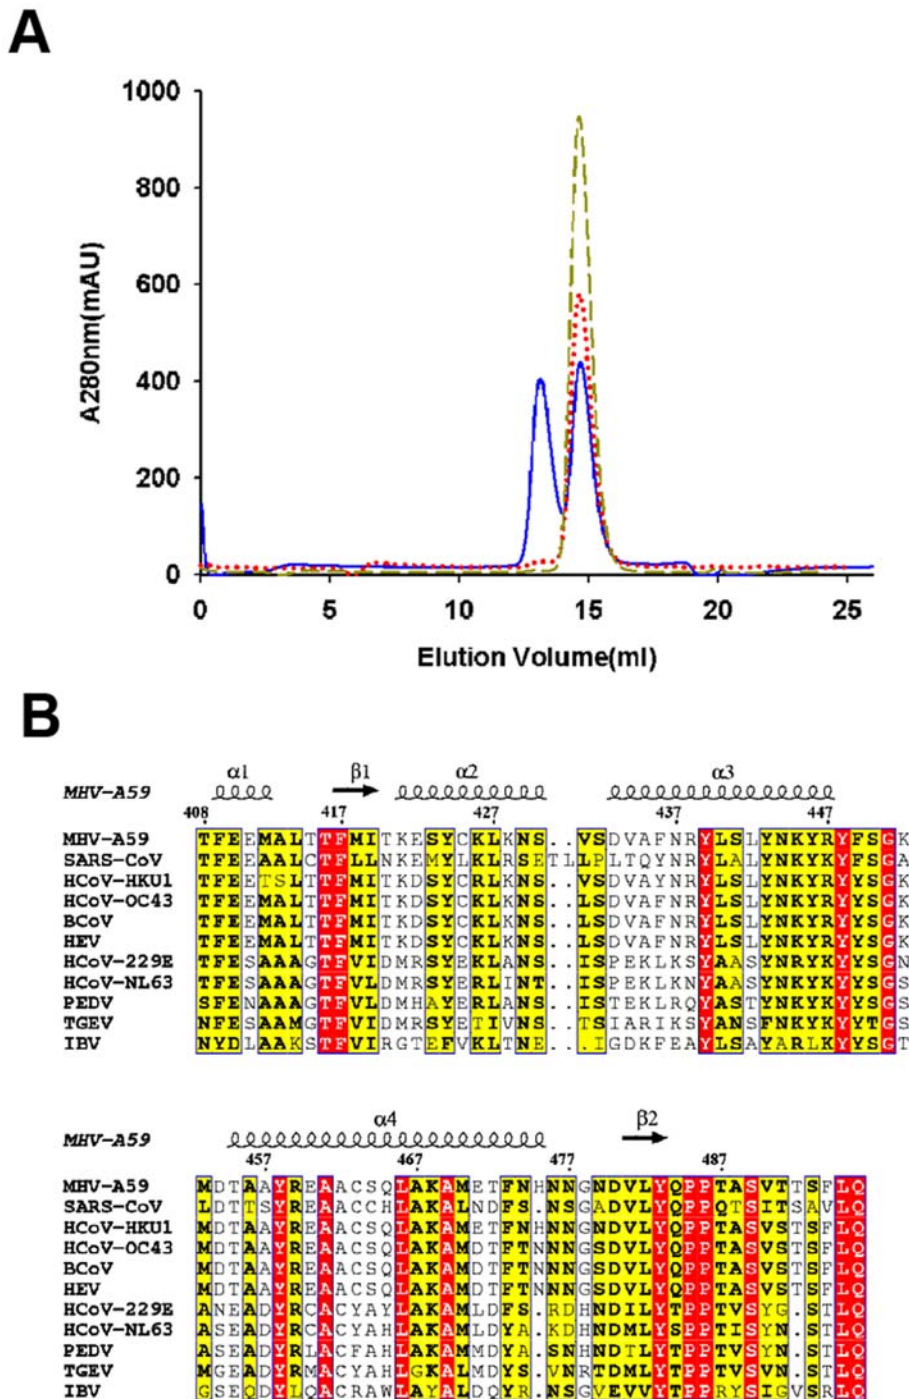 A
1000
800
600
400
200
0
A280nm(mAU)
0 5 10 15 20 25
Elution Volume(ml)
B
α1 β1 α2 α3
MHV-A59
408 417 427 437 447
MHV-A59 TFEEMALTTFMITKESYCKLKNS..VSDVAFNRYLSLYNKYRYFSGK
SARS-CoV TFEEAALCTFLLNKEMYLKLRSETLLPLTQYNRYLALYNKYKYFSGA
HCoV-HKU1 TFEETSLTTFMITKDSYCRLKNS..VSDVAYNRYLSLYNKYRYYSGK
HCoV-OC43 TFEEMALTTFMITKDSYCKLKNS..LSDVAFNRYLSLYNKYRYYSGK
BCoV TFEEMALTTFMITKDSYCKLKNS..LSDVAFNRYLSLYNKYRYYSGK
HEV TFEEMALTTFMITKDSYCKLKNS..LSDVAFNRYLSLYNKYRYYSGK
HCoV-229E TFESAAAGTFVIDMRSYEKLANS..ISPEKLKSYAASYNRYKYYSGN
HCoV-NL63 TFESAAAGTFVLDMRSYERLINT..ISPEKLKNYAASYNKYKYYSGS
PEDV SFENAAAGTFVLDMHAYERLANS..ISTEKLRQYASTYNKYKYYSGS
TGEV NFESAAMGTFVIDMRSYETIVNS..TSIARIKSYANSFNKYKYYTGS
IBV NYDLAAKSTFVIRGTEFVKLTNE...IGDKFEAYLSAYARLKYYSGT
α4 β2
MHV-A59
457 467 477 487
MHV-A59 MDTAAYREAACSQLAKAMETFNHNNGNDVLYQPPTASVTTSFLQ
SARS-CoV LDTTSYREAACCHLAKALNDFS.NSGADVLYQPPQTSITSAVLQ
HCoV-HKU1 MDTAAYREAACSQLAKAMETFNHNNGNDVLYQPPTASVSTSFLQ
HCoV-OC43 MDTAAYREAACSQLAKAMDTFTNNNGSDVLYQPPTASVSTSFLQ
BCoV MDTAAYREAACSQLAKAMDTFTNNNGSDVLYQPPTASVSTSFLQ
HEV MDTAAYREAACSQLAKAMDTFTNNNGSDVLYQPPTASVSTSFLQ
HCoV-229E ANEADYRCACYAYLAKAMLDFS.RDHNDILYTPPTVSYG.STLQ
HCoV-NL63 ASEADYRCACYAHLAKAMLDYA.KDHNDMLYSPPTISYN.STLQ
PEDV ASEADYRLACFAHLAKAMMDYA.SNHNDTLYTPPTVSYN.STLQ
TGEV MGEADYRMACYAHLGKALMDYS.VNRTDMLYTPPTVSVN.STLQ
IBV GSEQDYLQACRAWLAYALDQYR.NSGVEVVYTPPRYSIGVSRLQ